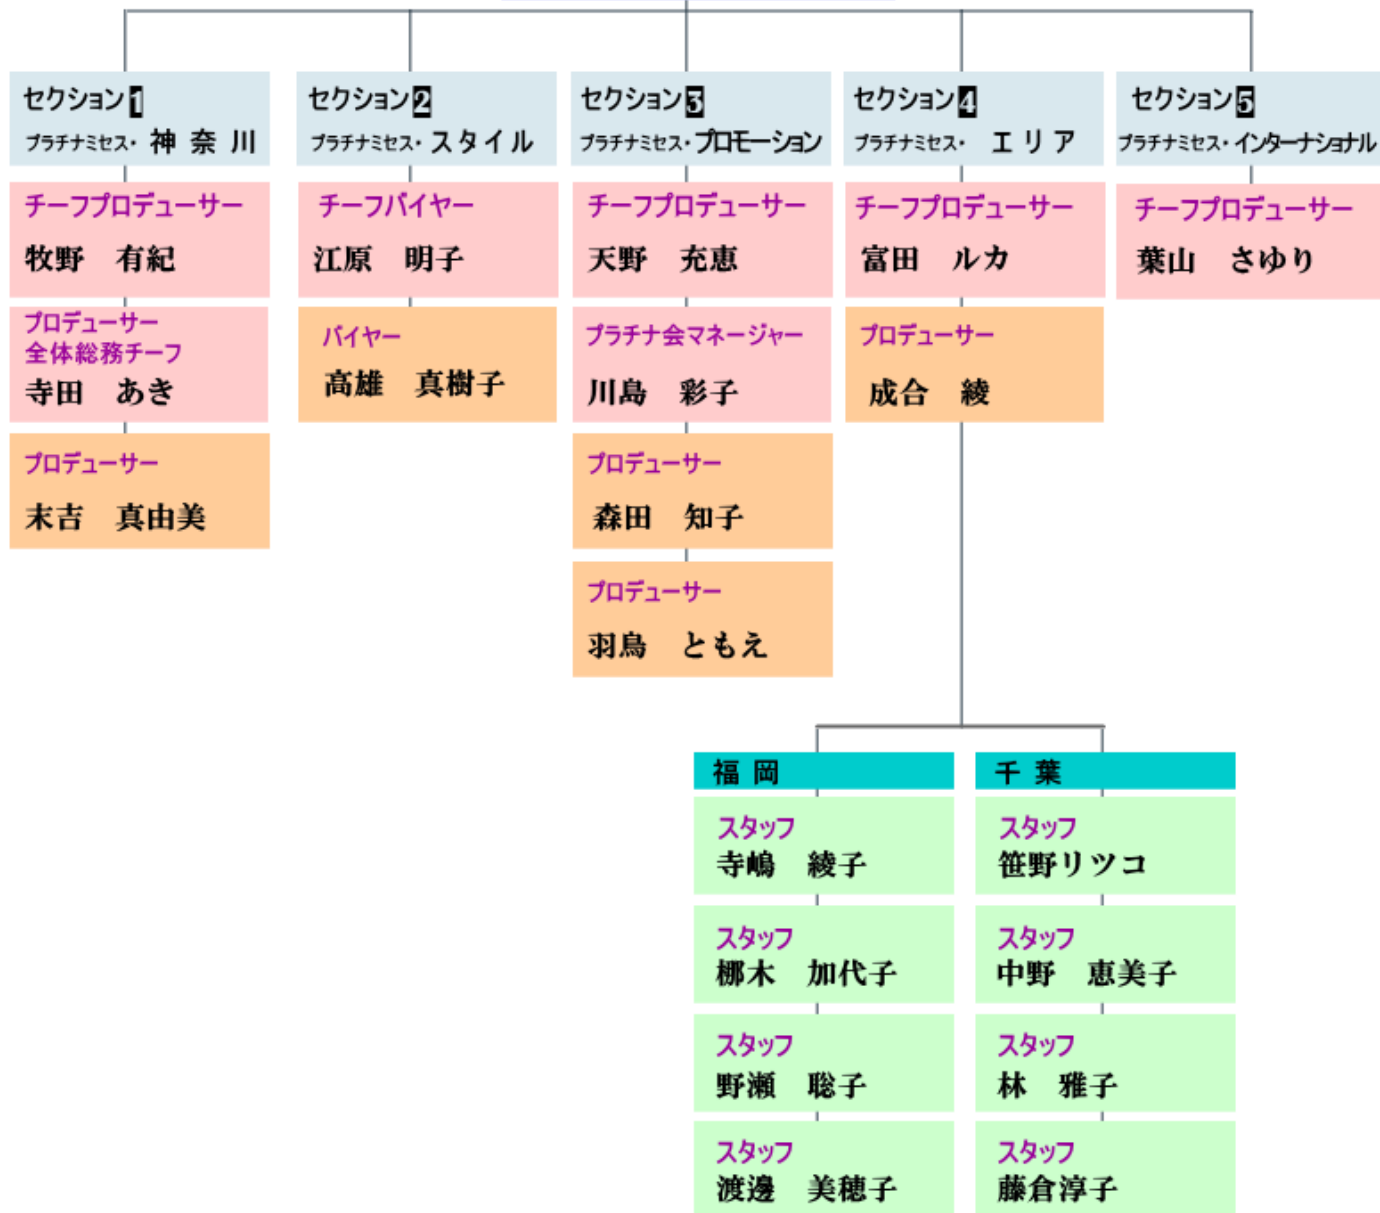 セクション1
プラチナミセス・神 奈 川
チーフプロデューサー
牧野　有紀
プロデューサー
全体総務チーフ
寺田　あき
プロデューサー
末吉　真由美
セクション2
プラチナミセス・スタイル
チーフバイヤー
江原　明子
バイヤー
高雄　真樹子
セクション3
プラチナミセス・プロモーション
チーフプロデューサー
天野　充恵
プラチナ会マネージャー
川島　彩子
プロデューサー
森田　知子
プロデューサー
羽鳥　ともえ
セクション4
プラチナミセス・ エ リ ア
チーフプロデューサー
富田　ルカ
プロデューサー
成合　綾
福 岡
スタッフ
寺嶋　綾子
スタッフ
梛木　加代子
スタッフ
野瀬　聡子
スタッフ
渡邊　美穂子
千 葉
スタッフ
笹野リツコ
スタッフ
中野　恵美子
スタッフ
林　雅子
スタッフ
藤倉淳子
セクション5
プラチナミセス・インターナショナル
チーフプロデューサー
葉山　さゆり